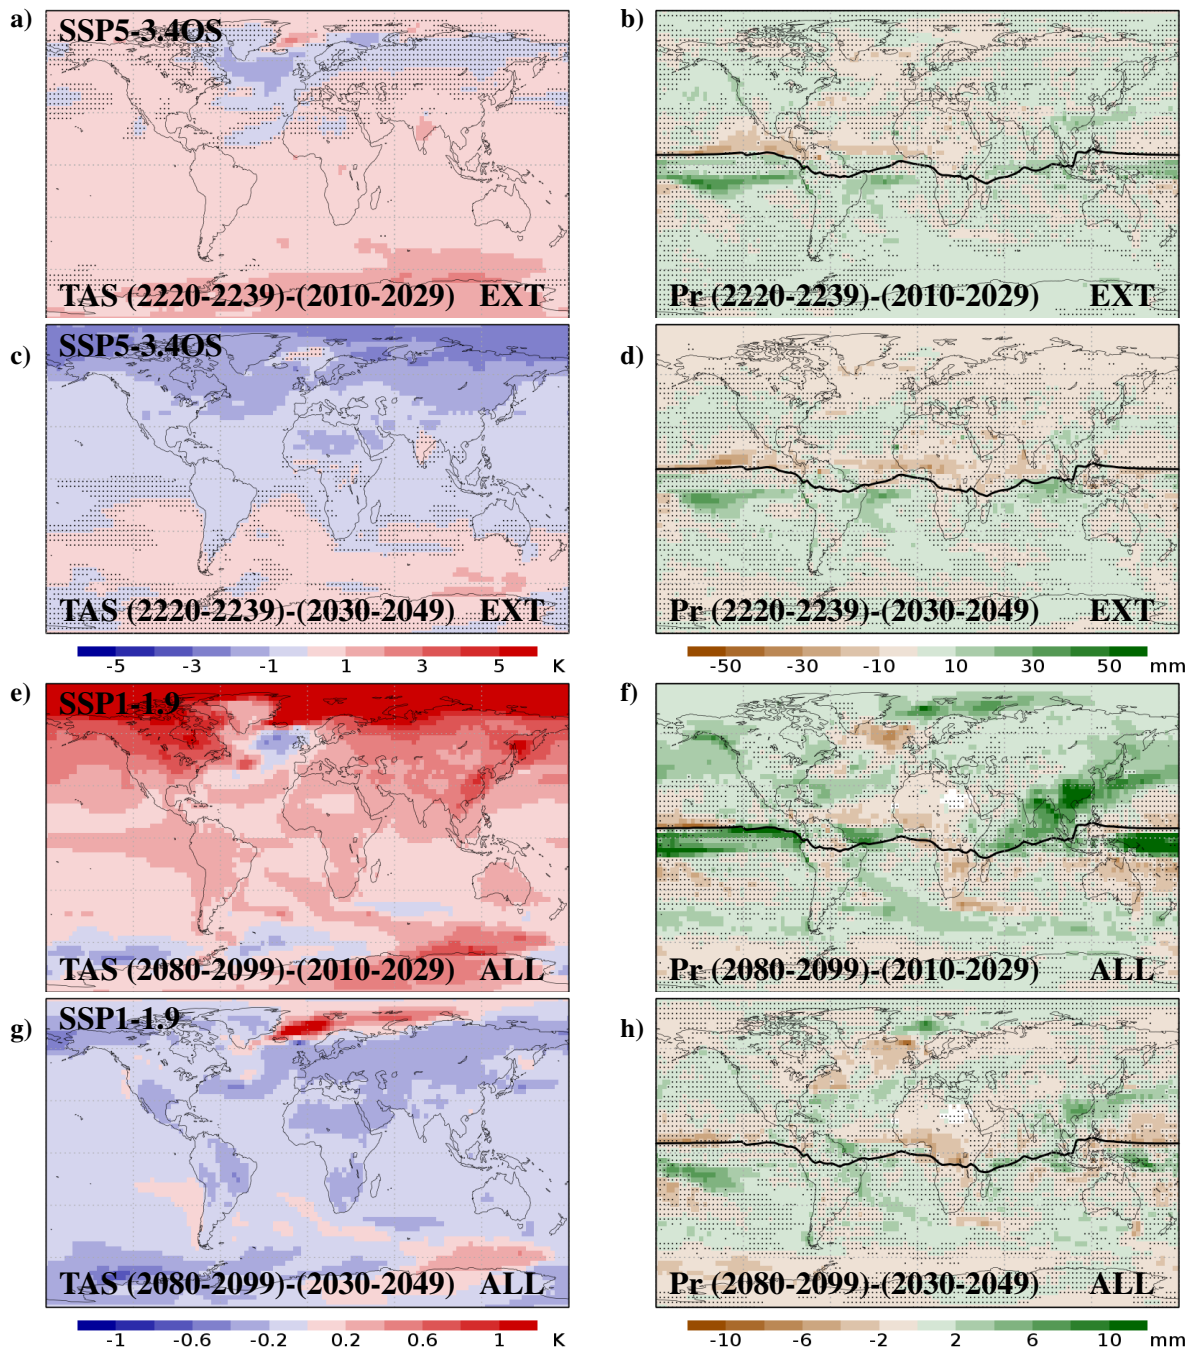 a) SSP5-3.4OS
TAS (2220-2239)-(2010-2029) EXT
b)
Pr (2220-2239)-(2010-2029) EXT
c) SSP5-3.4OS
TAS (2220-2239)-(2030-2049) EXT
d)
Pr (2220-2239)-(2030-2049) EXT
-5 -3 -1 1 3 5 K
-50 -30 -10 10 30 50 mm
e) SSP1-1.9
TAS (2080-2099)-(2010-2029) ALL
f)
Pr (2080-2099)-(2010-2029) ALL
g) SSP1-1.9
TAS (2080-2099)-(2030-2049) ALL
h)
Pr (2080-2099)-(2030-2049) ALL
-1 -0.6 -0.2 0.2 0.6 1 K
-10 -6 -2 2 6 10 mm